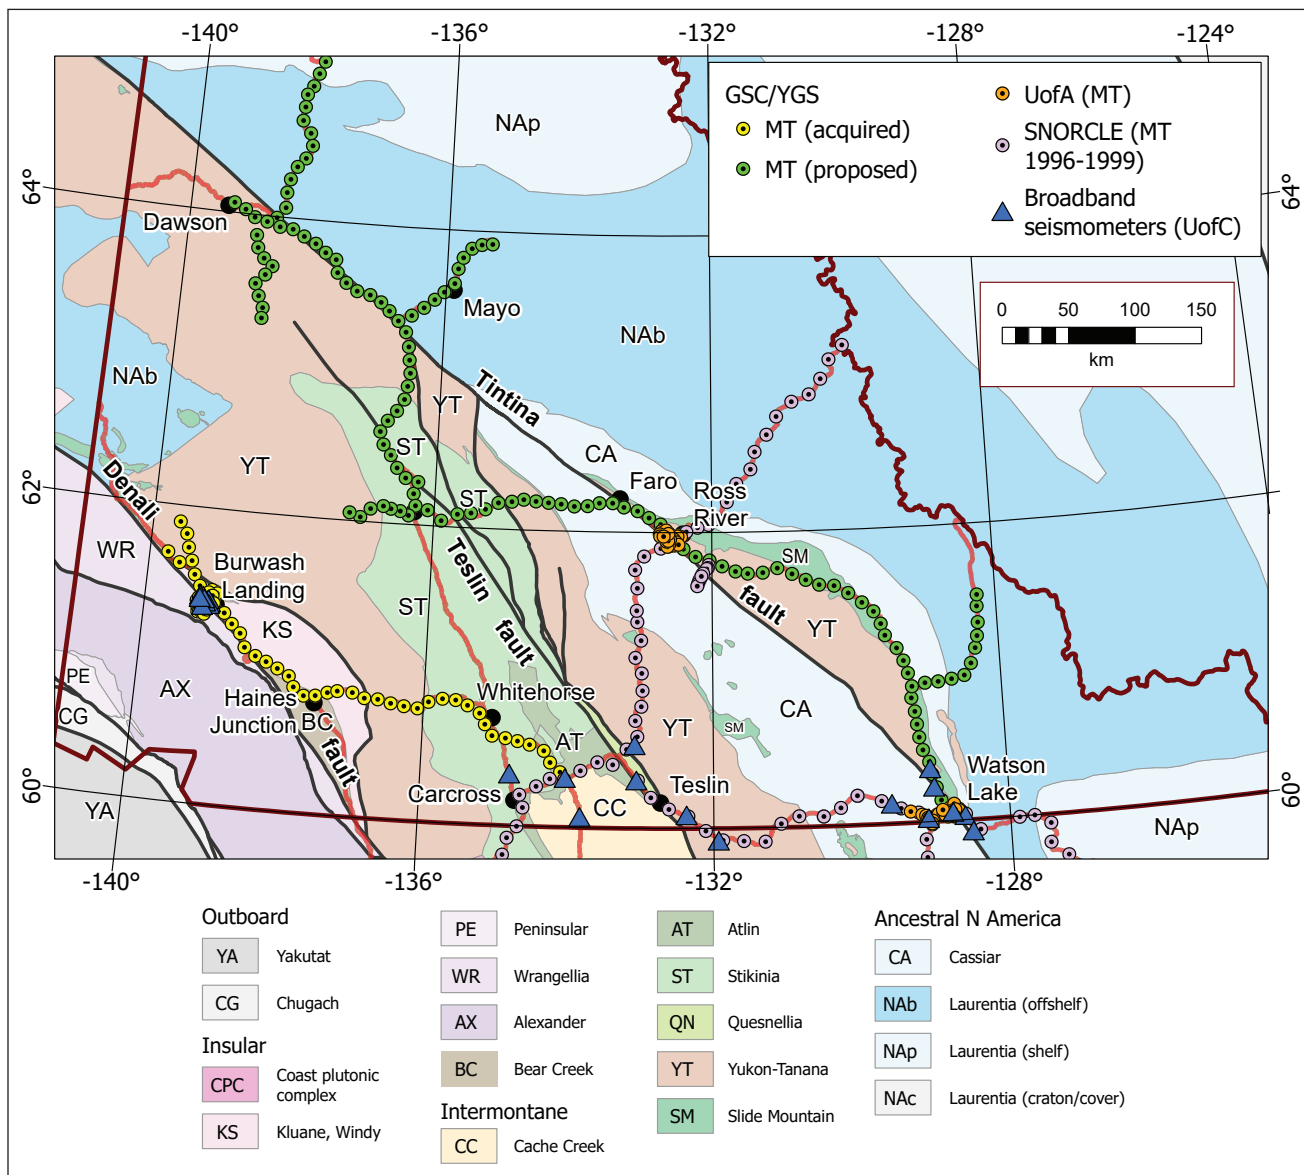 -140°
-136°
-132°
-128°
-124°
GSC/YGS
MT (acquired)
MT (proposed)
UofA (MT)
SNORCLE (MT
1996-1999)
Broadband
seismometers (UofC)
NAp
64°
64°
Dawson
Mayo
NAb
0
50
100
150
km
NAb
Tintina
YT
CA
ST
YT
Faro
Ross
River
62°
Denali
ST
WR
Burwash
Landing
Teslin
SM
KS
ST
fault
YT
fault
PE
AX
CG
Haines
Junction
BC
Whitehorse
CA
AT
YT
SM
fault
Watson
Lake
60°
60°
Teslin
Carcross
CC
YA
NAp
-140°
-136°
-132°
-128°
Outboard
YA Yakutat
CG Chugach
Insular
CPC Coast plutonic
complex
KS Kluane, Windy
PE Peninsular
WR Wrangellia
AX Alexander
BC Bear Creek
Intermontane
CC Cache Creek
AT Atlin
ST Stikinia
QN Quesnellia
YT Yukon-Tanana
SM Slide Mountain
Ancestral N America
CA Cassiar
NAb Laurentia (offshelf)
NAp Laurentia (shelf)
NAc Laurentia (craton/cover)